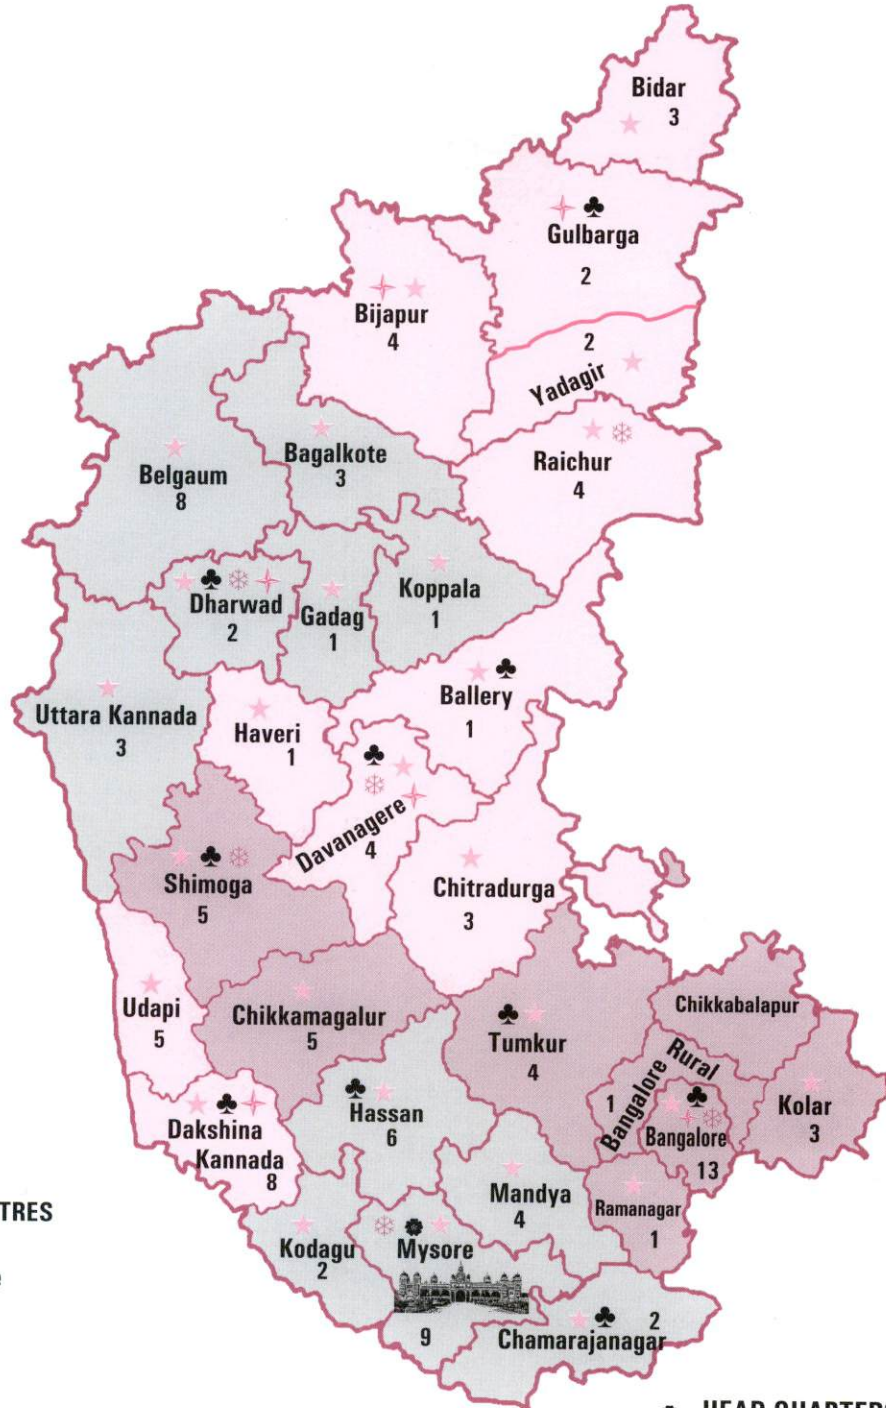 Bidar
3
Gulbarga
2
Bijapur
4
2
Yadagir
Raichur
4
Bagalkote
3
Belgaum
8
Dharwad
2
Gadag
1
Koppala
1
Ballery
1
Uttara Kannada
3
Haveri
1
Davanagere
4
Shimoga
5
Chitradurga
3
Udapi
5
Chikkamagalur
5
Tumkur
4
Chikkabalapur
Bangalore Rural
1
Bangalore
13
Kolar
3
Hassan
6
Dakshina
Kannada
8
Mandya
4
Ramanagar
1
Kodagu
2
Mysore
9
2
Chamarajanagar
TRES